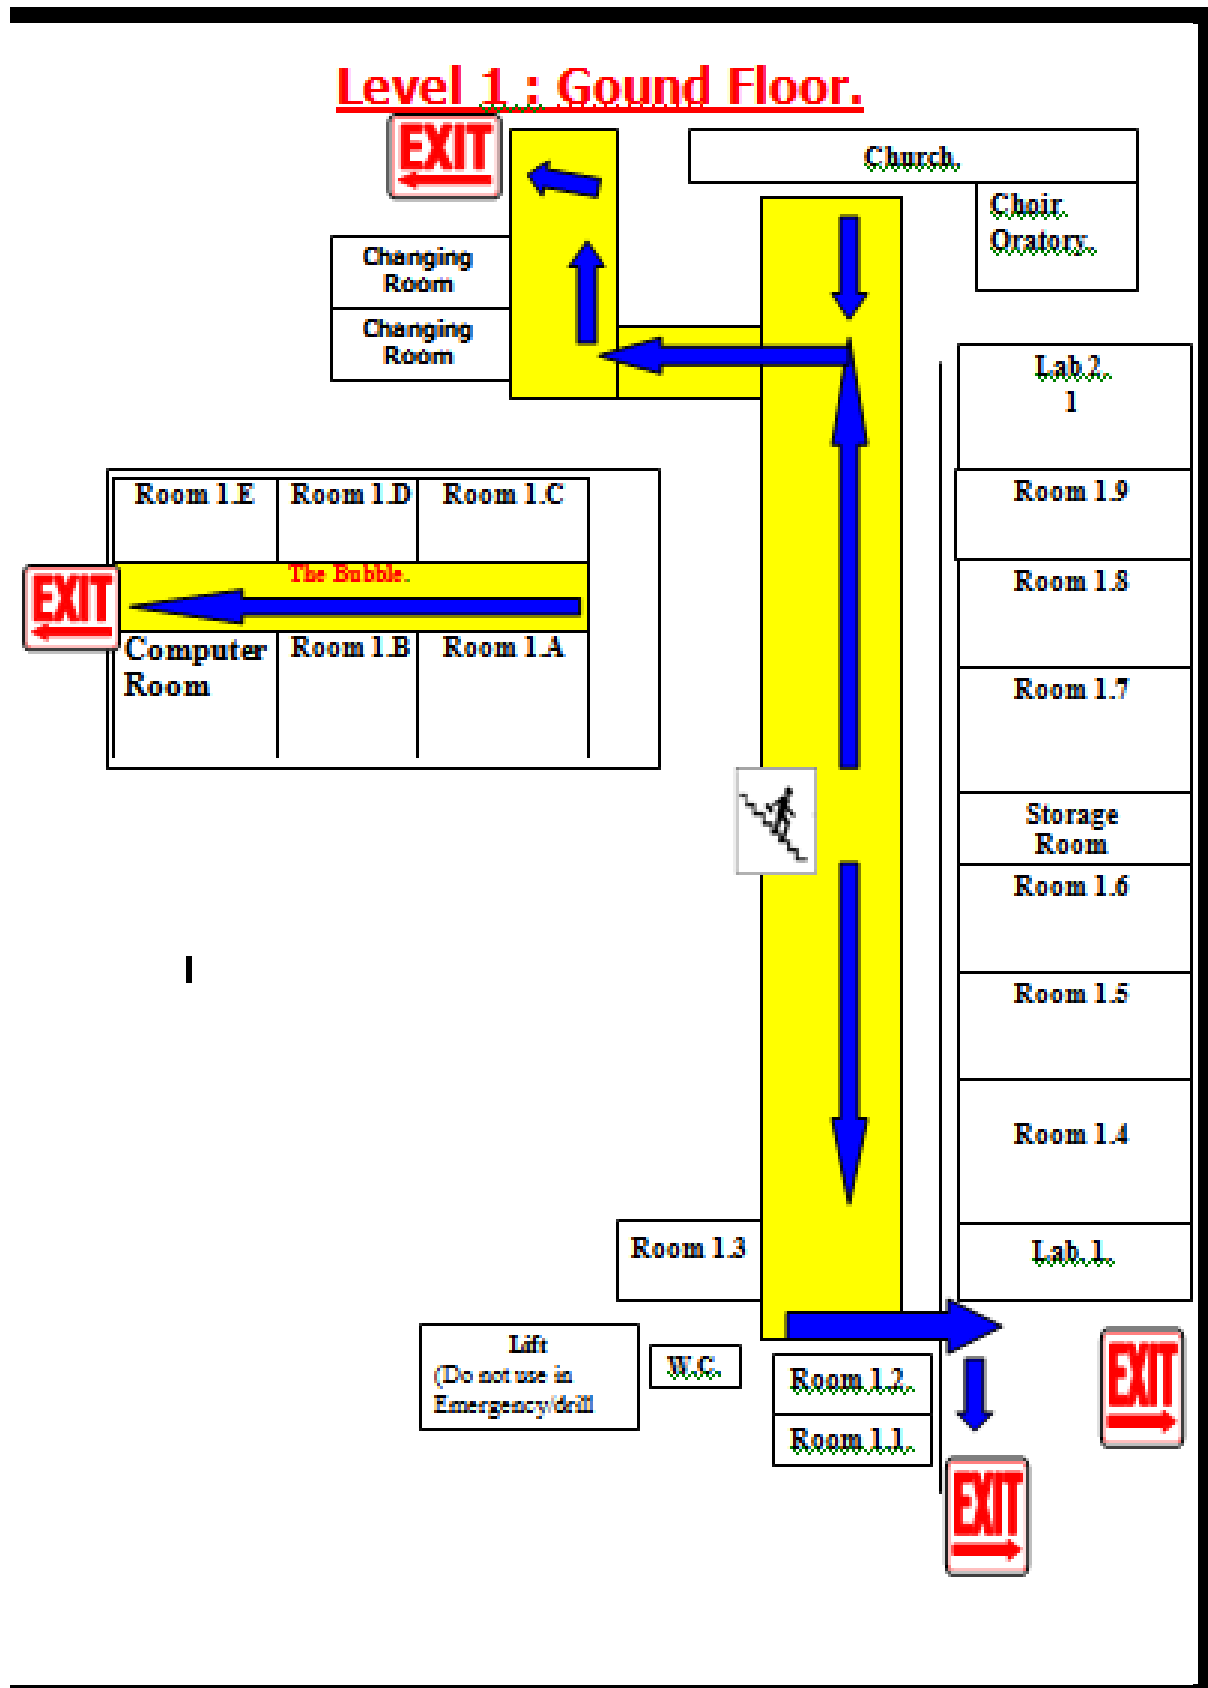 Level 1 : Gound Floor.
EXIT
Church.
Choir
Oratory.
Changing
Room
Changing
Room
Lab 2.
1
Room 1.E
Room 1.D
Room 1.C
Room 1.9
The Bubble.
EXIT
Room 1.8
Computer
Room
Room 1.B
Room 1.A
Room 1.7
Storage
Room
Room 1.6
Room 1.5
Room 1.4
Room 1.3
Lab. 1.
Lift
(Do not use in
Emergency/drill
W.C.
Room 1.2.
Room 1.1.
EXIT
EXIT